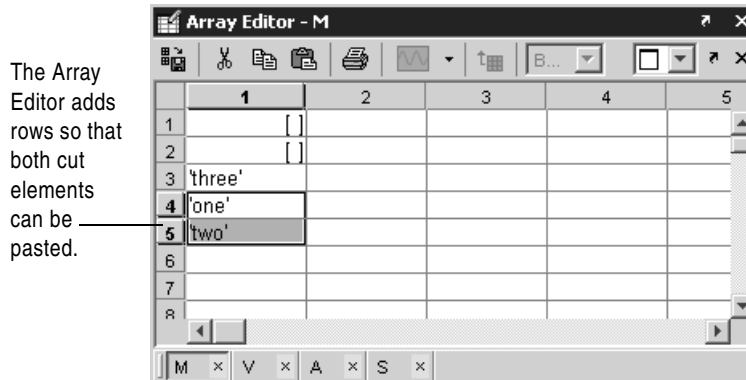 Array Editor - M
B...
The Array
Editor adds
rows so that
both cut
elements
can be
pasted.
1 2 3 4 5
1 [ ]
2 [ ]
3 'three'
4 'one'
5 'two'
6
7
8
M V A S